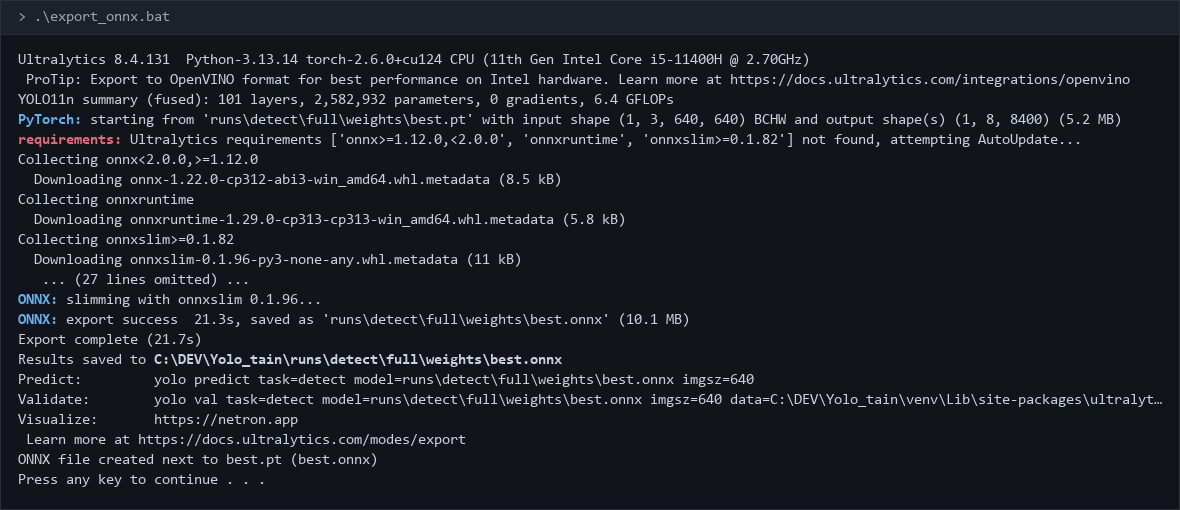 > .\export_onnx.bat
Ultralytics 8.4.131  Python-3.13.14 torch-2.6.0+cu124 CPU (11th Gen Intel Core i5-11400H @ 2.70GHz)
ProTip: Export to OpenVINO format for best performance on Intel hardware. Learn more at https://docs.ultralytics.com/integrations/openvino
YOLO11n summary (fused): 101 layers, 2,582,932 parameters, 0 gradients, 6.4 GFLOPs
PyTorch: starting from 'runs\detect\full\weights\best.pt' with input shape (1, 3, 640, 640) BCHW and output shape(s) (1, 8, 8400) (5.2 MB)
requirements: Ultralytics requirements ['onnx>=1.12.0,<2.0.0', 'onnxruntime', 'onnxslim>=0.1.82'] not found, attempting AutoUpdate...
Collecting onnx<2.0.0,>=1.12.0
  Downloading onnx-1.22.0-cp312-abi3-win_amd64.whl.metadata (8.5 kB)
Collecting onnxruntime
  Downloading onnxruntime-1.29.0-cp313-cp313-win_amd64.whl.metadata (5.8 kB)
Collecting onnxslim>=0.1.82
  Downloading onnxslim-0.1.96-py3-none-any.whl.metadata (11 kB)
   ... (27 lines omitted) ...
ONNX: slimming with onnxslim 0.1.96...
ONNX: export success  21.3s, saved as 'runs\detect\full\weights\best.onnx' (10.1 MB)
Export complete (21.7s)
Results saved to C:\DEV\Yolo_tain\runs\detect\full\weights\best.onnx
Predict:         yolo predict task=detect model=runs\detect\full\weights\best.onnx imgsz=640
Validate:        yolo val task=detect model=runs\detect\full\weights\best.onnx imgsz=640 data=C:\DEV\Yolo_tain\venv\Lib\site-packages\ultralyt…
Visualize:       https://netron.app
 Learn more at https://docs.ultralytics.com/modes/export
ONNX file created next to best.pt (best.onnx)
Press any key to continue . . .